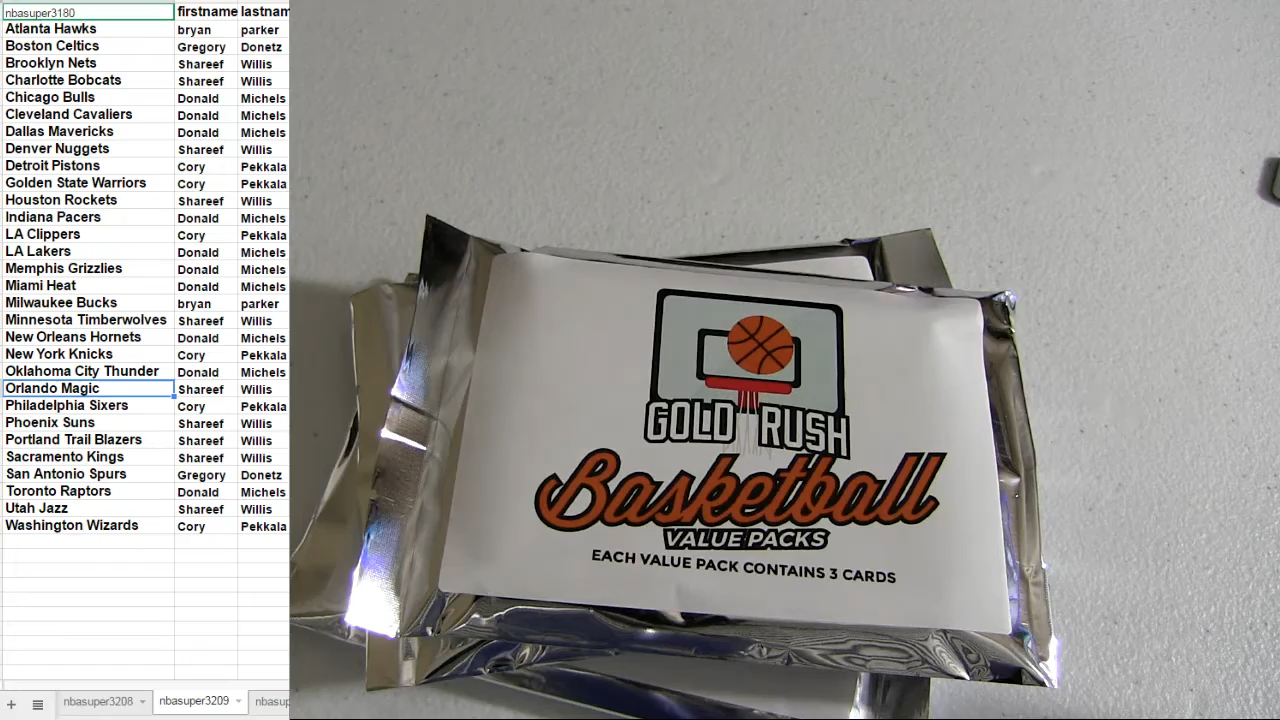 nbasuper3180 firstname lastnam
Atlanta Hawks bryan parker
Boston Celtics Gregory Donetz
Brooklyn Nets Shareef Willis
Charlotte Bobcats Shareef Willis
Chicago Bulls Donald Michels
Cleveland Cavaliers Donald Michels
Dallas Mavericks Donald Michels
Denver Nuggets Shareef Willis
Detroit Pistons Cory Pekkala
Golden State Warriors Cory Pekkala
Houston Rockets Shareef Willis
Indiana Pacers Donald Michels
LA Clippers Cory Pekkala
LA Lakers Donald Michels
Memphis Grizzlies Donald Michels
Miami Heat Donald Michels
Milwaukee Bucks bryan parker
Minnesota Timberwolves Shareef Willis
New Orleans Hornets Donald Michels
New York Knicks Cory Pekkala
Oklahoma City Thunder Donald Michels
Orlando Magic Shareef Willis
Philadelphia Sixers Cory Pekkala
Phoenix Suns Shareef Willis
Portland Trail Blazers Shareef Willis
Sacramento Kings Shareef Willis
San Antonio Spurs Gregory Donetz
Toronto Raptors Donald Michels
Utah Jazz Shareef Willis
Washington Wizards Cory Pekkala
nbasuper3208 nbasuper3209 nbasup
GOLD RUSH
Basketball
VALUE PACKS
EACH VALUE PACK CONTAINS 3 CARDS